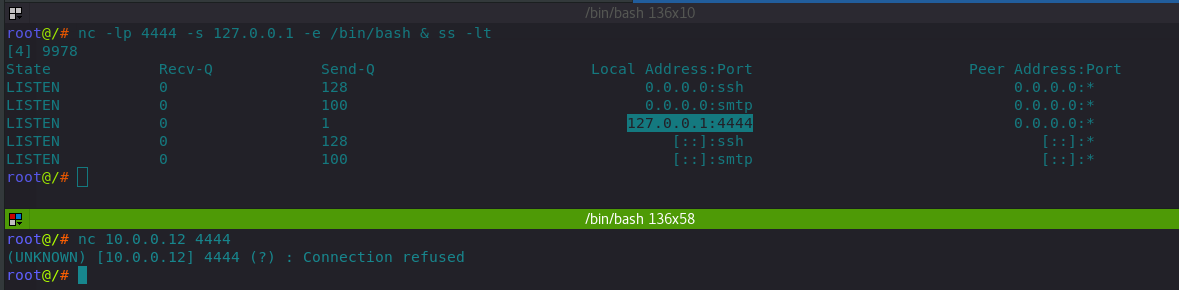 /bin/bash 136x10
root@/# nc -lp 4444 -s 127.0.0.1 -e /bin/bash & ss -lt
[4] 9978
State Recv-Q Send-Q Local Address:Port Peer Address:Port
LISTEN 0 128 0.0.0.0:ssh 0.0.0.0:*
LISTEN 0 100 0.0.0.0:smtp 0.0.0.0:*
LISTEN 0 1 127.0.0.1:4444 0.0.0.0:*
LISTEN 0 128 [::]:ssh [::]:*
LISTEN 0 100 [::]:smtp [::]:*
root@/#
/bin/bash 136x58
root@/# nc 10.0.0.12 4444
(UNKNOWN) [10.0.0.12] 4444 (?) : Connection refused
root@/#